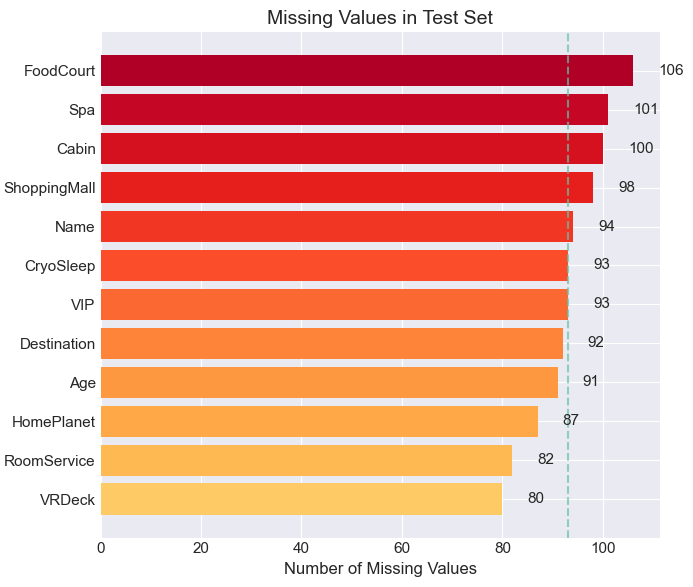 Missing Values in Test Set
FoodCourt 106
Spa 101
Cabin 100
ShoppingMall 98
Name 94
CryoSleep 93
VIP 93
Destination 92
Age 91
HomePlanet 87
RoomService 82
VRDeck 80
0 20 40 60 80 100
Number of Missing Values